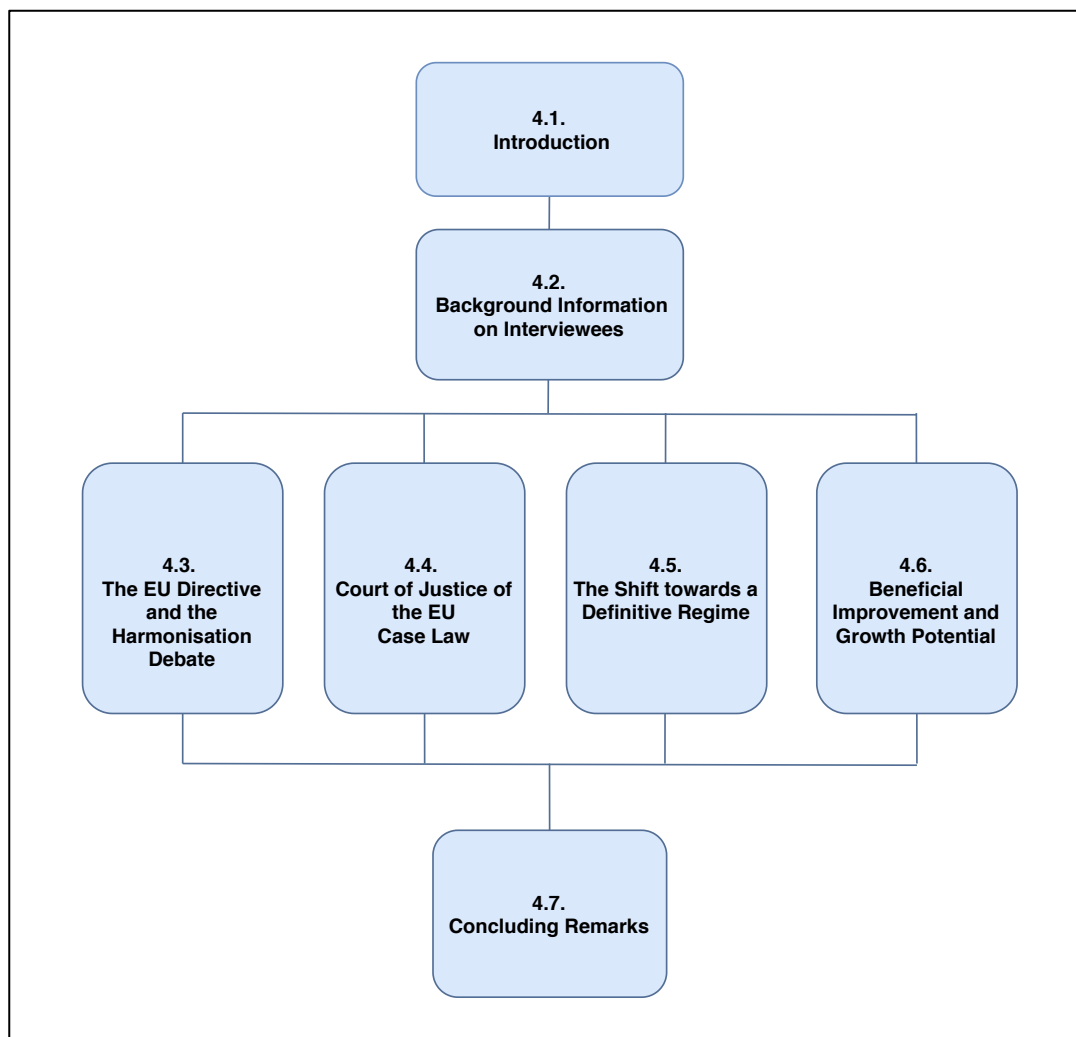 4.1.
Introduction
4.2.
Background Information
on Interviewees
4.3.
The EU Directive
and the
Harmonisation
Debate
4.4.
Court of Justice of
the EU
Case Law
4.5.
The Shift towards a
Definitive Regime
4.6.
Beneficial
Improvement and
Growth Potential
4.7.
Concluding Remarks